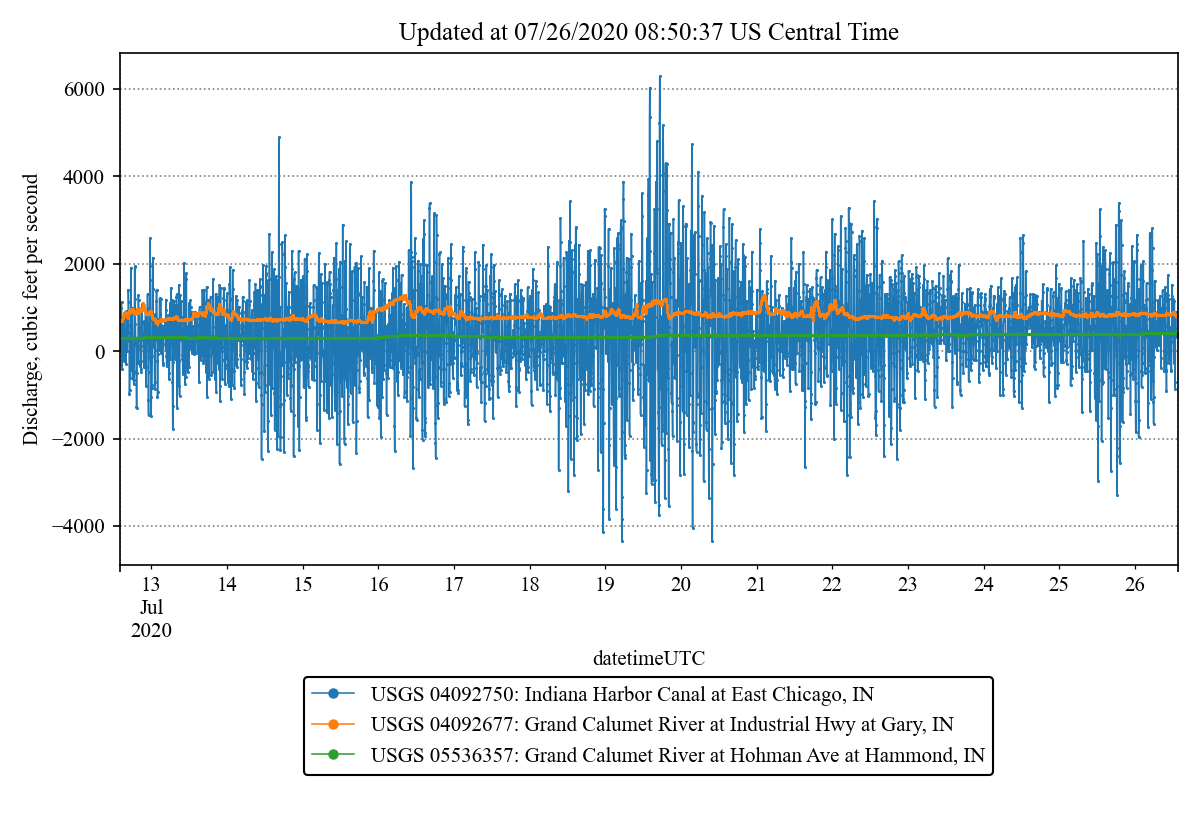 Updated at 07/26/2020 08:50:37 US Central Time
Discharge, cubic feet per second
6000
4000
2000
0
−2000
−4000
13 14 15 16 17 18 19 20 21 22 23 24 25 26
Jul
2020
datetimeUTC
USGS 04092750: Indiana Harbor Canal at East Chicago, IN
USGS 04092677: Grand Calumet River at Industrial Hwy at Gary, IN
USGS 05536357: Grand Calumet River at Hohman Ave at Hammond, IN